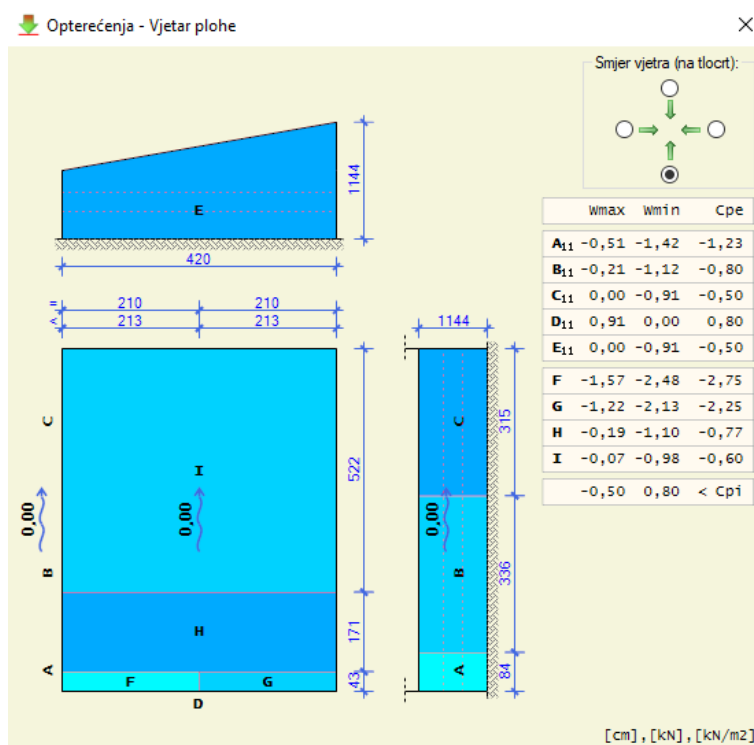 Opterećenja - Vjetar plohe
Smjer vjetra (na tlocrt):
1144
E
420
Wmax Wmin Cpe
A11 -0,51 -1,42 -1,23
B11 -0,21 -1,12 -0,80
C11 0,00 -0,91 -0,50
D11 0,91 0,00 0,80
E11 0,00 -0,91 -0,50
F -1,57 -2,48 -2,75
G -1,22 -2,13 -2,25
H -0,19 -1,10 -0,77
I -0,07 -0,98 -0,60
-0,50 0,80 < Cpi
= 210 210
< 213 213
1144
C
I
522
0,00
0,00
B
H
171
A
F
G
43
D
C
315
0,00
B
336
A
84
[cm],[kN],[kN/m2]